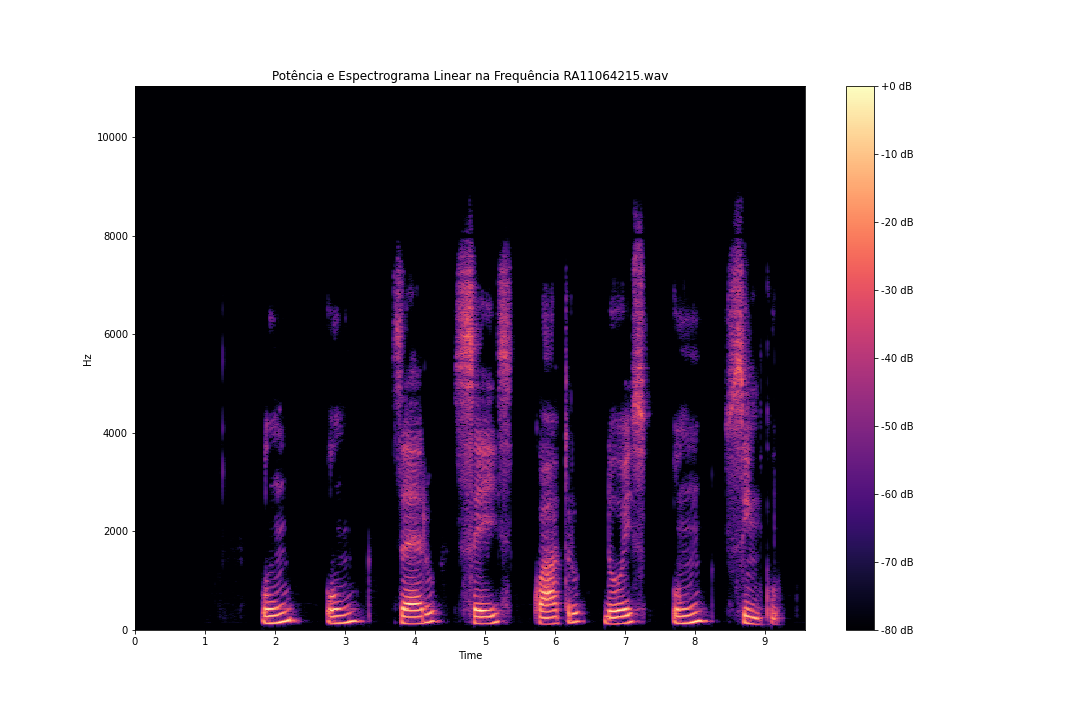 Potência e Espectrograma Linear na Frequência RA11064215.wav
+0 dB
10000
-10 dB
8000
-20 dB
6000
-30 dB
Hz
-40 dB
4000
-50 dB
-60 dB
2000
-70 dB
0
-80 dB
0 1 2 3 4 5 6 7 8 9
Time